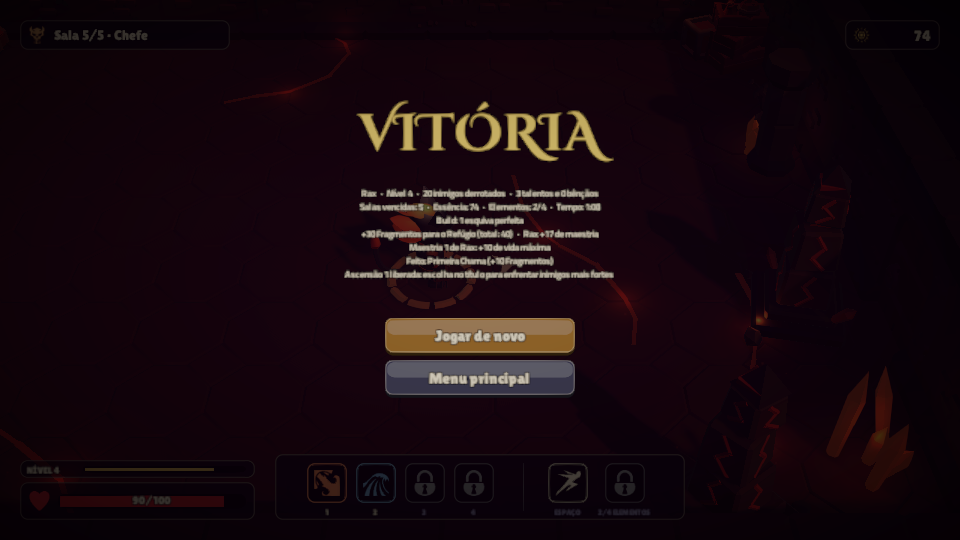 Sala 5/5 · Chefe
74
VITÓRIA
Rax · Nível 4 · 20 inimigos derrotados · 3 talentos e 0 bênçãos
Salas vencidas: 5 · Essência: 74 · Elementos: 2/4 · Tempo: 1:08
Build: 1 esquiva perfeita
+30 Fragmentos para o Refúgio (total: 40) · Rax +17 de maestria
Maestria 1 de Rax: +10 de vida máxima
Feito: Primeira Chama (+10 Fragmentos)
Ascensão 1 liberada: escolha no título para enfrentar inimigos mais fortes
Jogar de novo
Menu principal
NÍVEL 4
90/100
1 2 3 4 ESPAÇO 2/4 ELEMENTOS